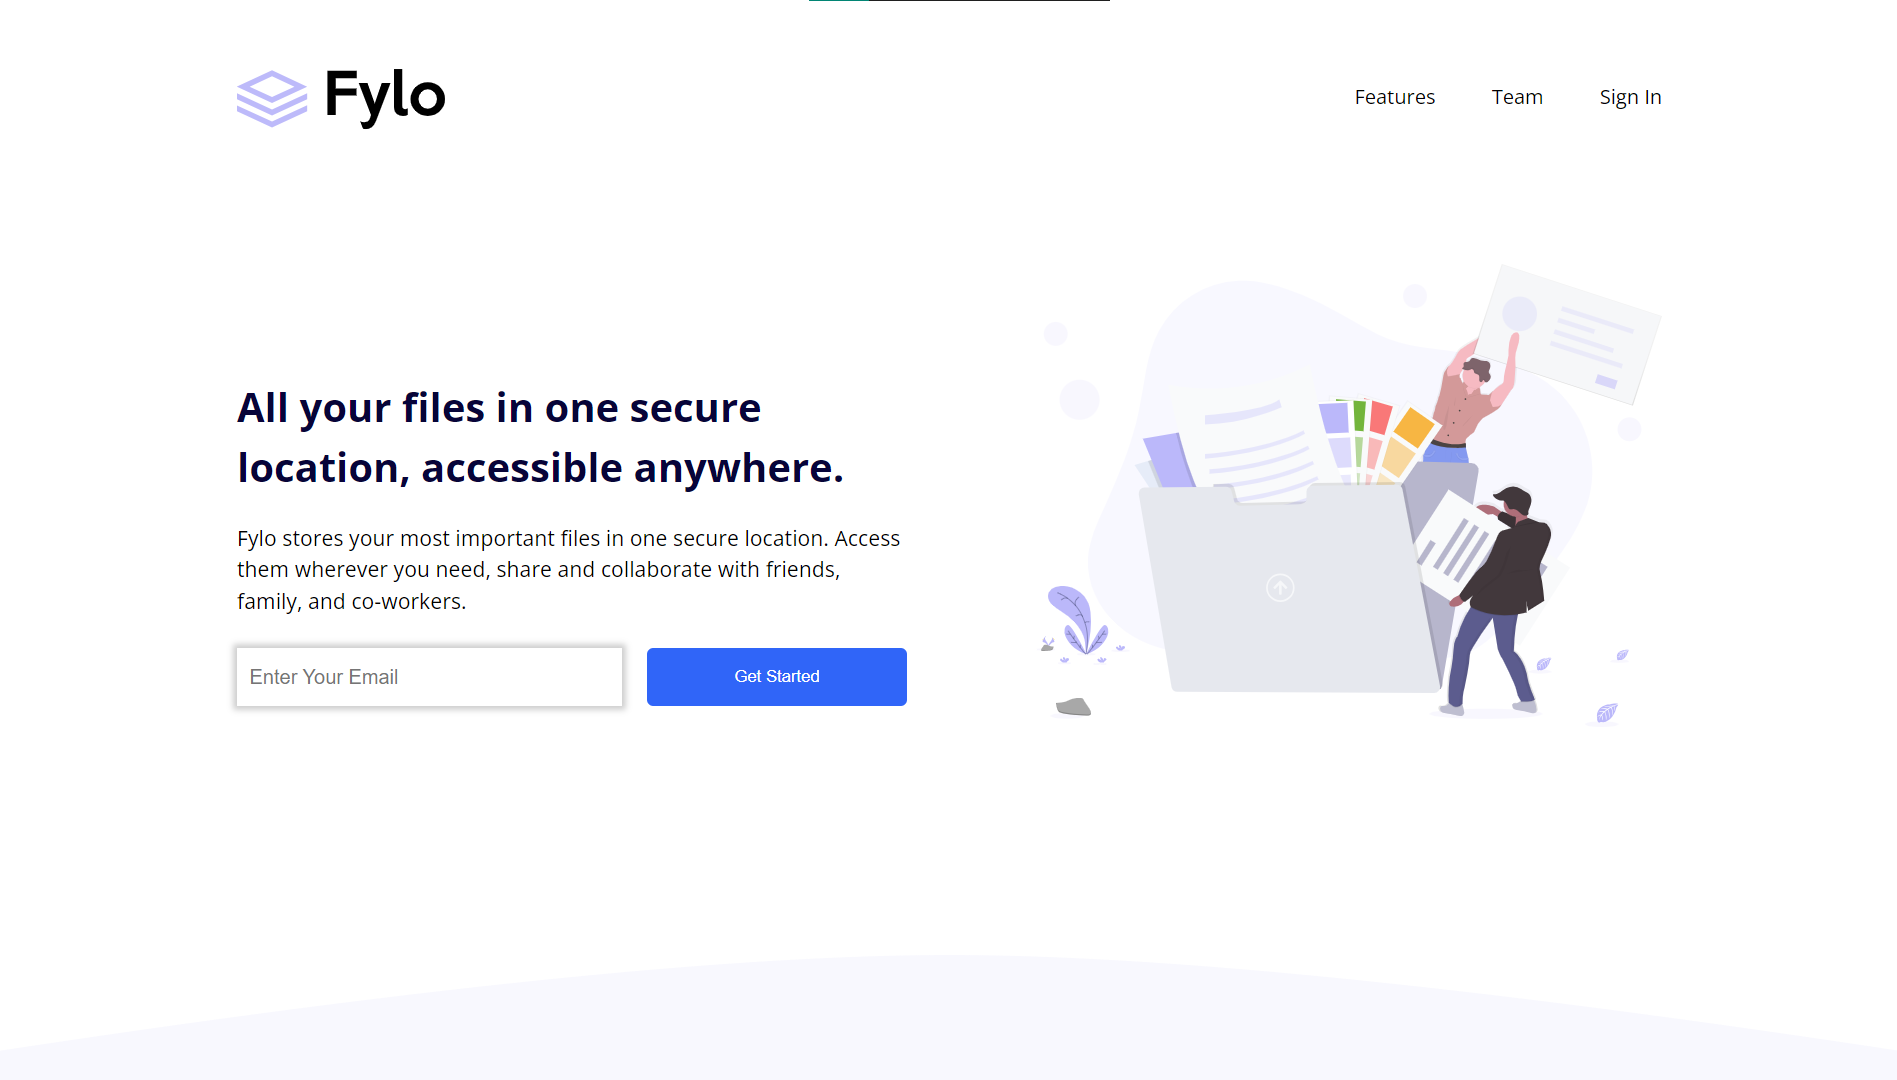 Fylo
Features
Team
Sign In
All your files in one secure
location, accessible anywhere.
Fylo stores your most important files in one secure location. Access
them wherever you need, share and collaborate with friends,
family, and co-workers.
Enter Your Email
Get Started